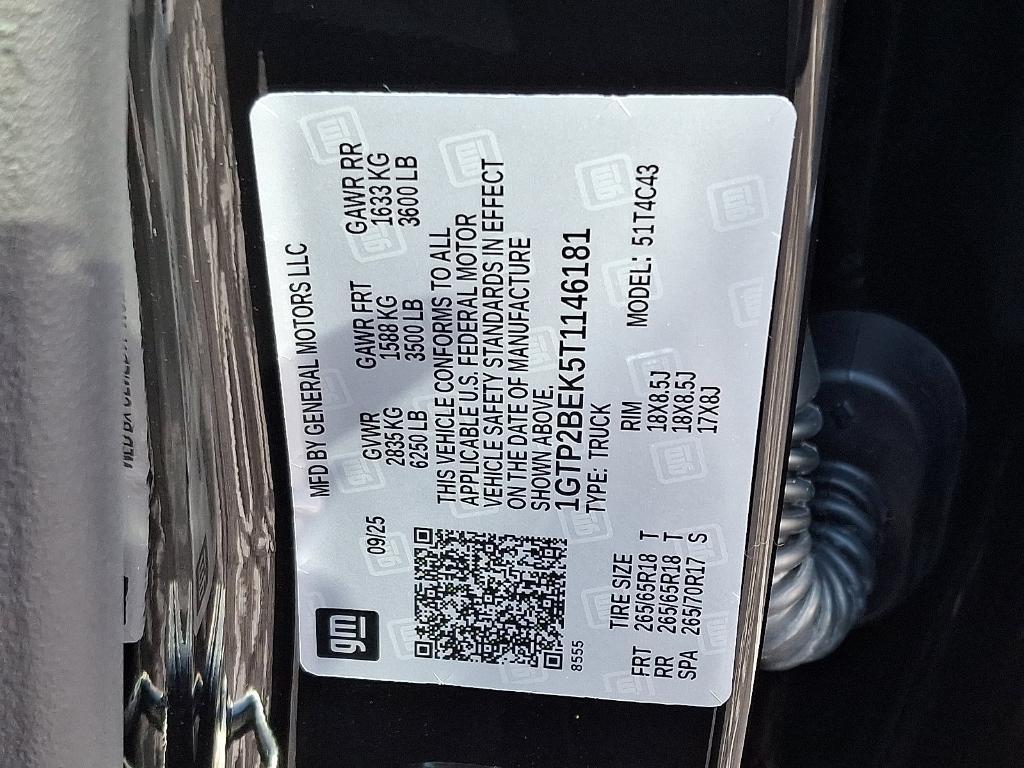 gm
MFD BY GENERAL MOTORS LLC
09/25
GVWR GAWR FRT GAWR RR
2835 KG 1588 KG 1633 KG
6250 LB 3500 LB 3600 LB
THIS VEHICLE CONFORMS TO ALL
APPLICABLE U.S. FEDERAL MOTOR
VEHICLE SAFETY STANDARDS IN EFFECT
ON THE DATE OF MANUFACTURE
SHOWN ABOVE.
1GTP2BEK5T1146181
TYPE: TRUCK
8555
MODEL: 51T4C43
TIRE SIZE RIM
FRT 265/65R18 T 18X8.5J
RR 265/65R18 T 18X8.5J
SPA 265/70R17 S 17X8J